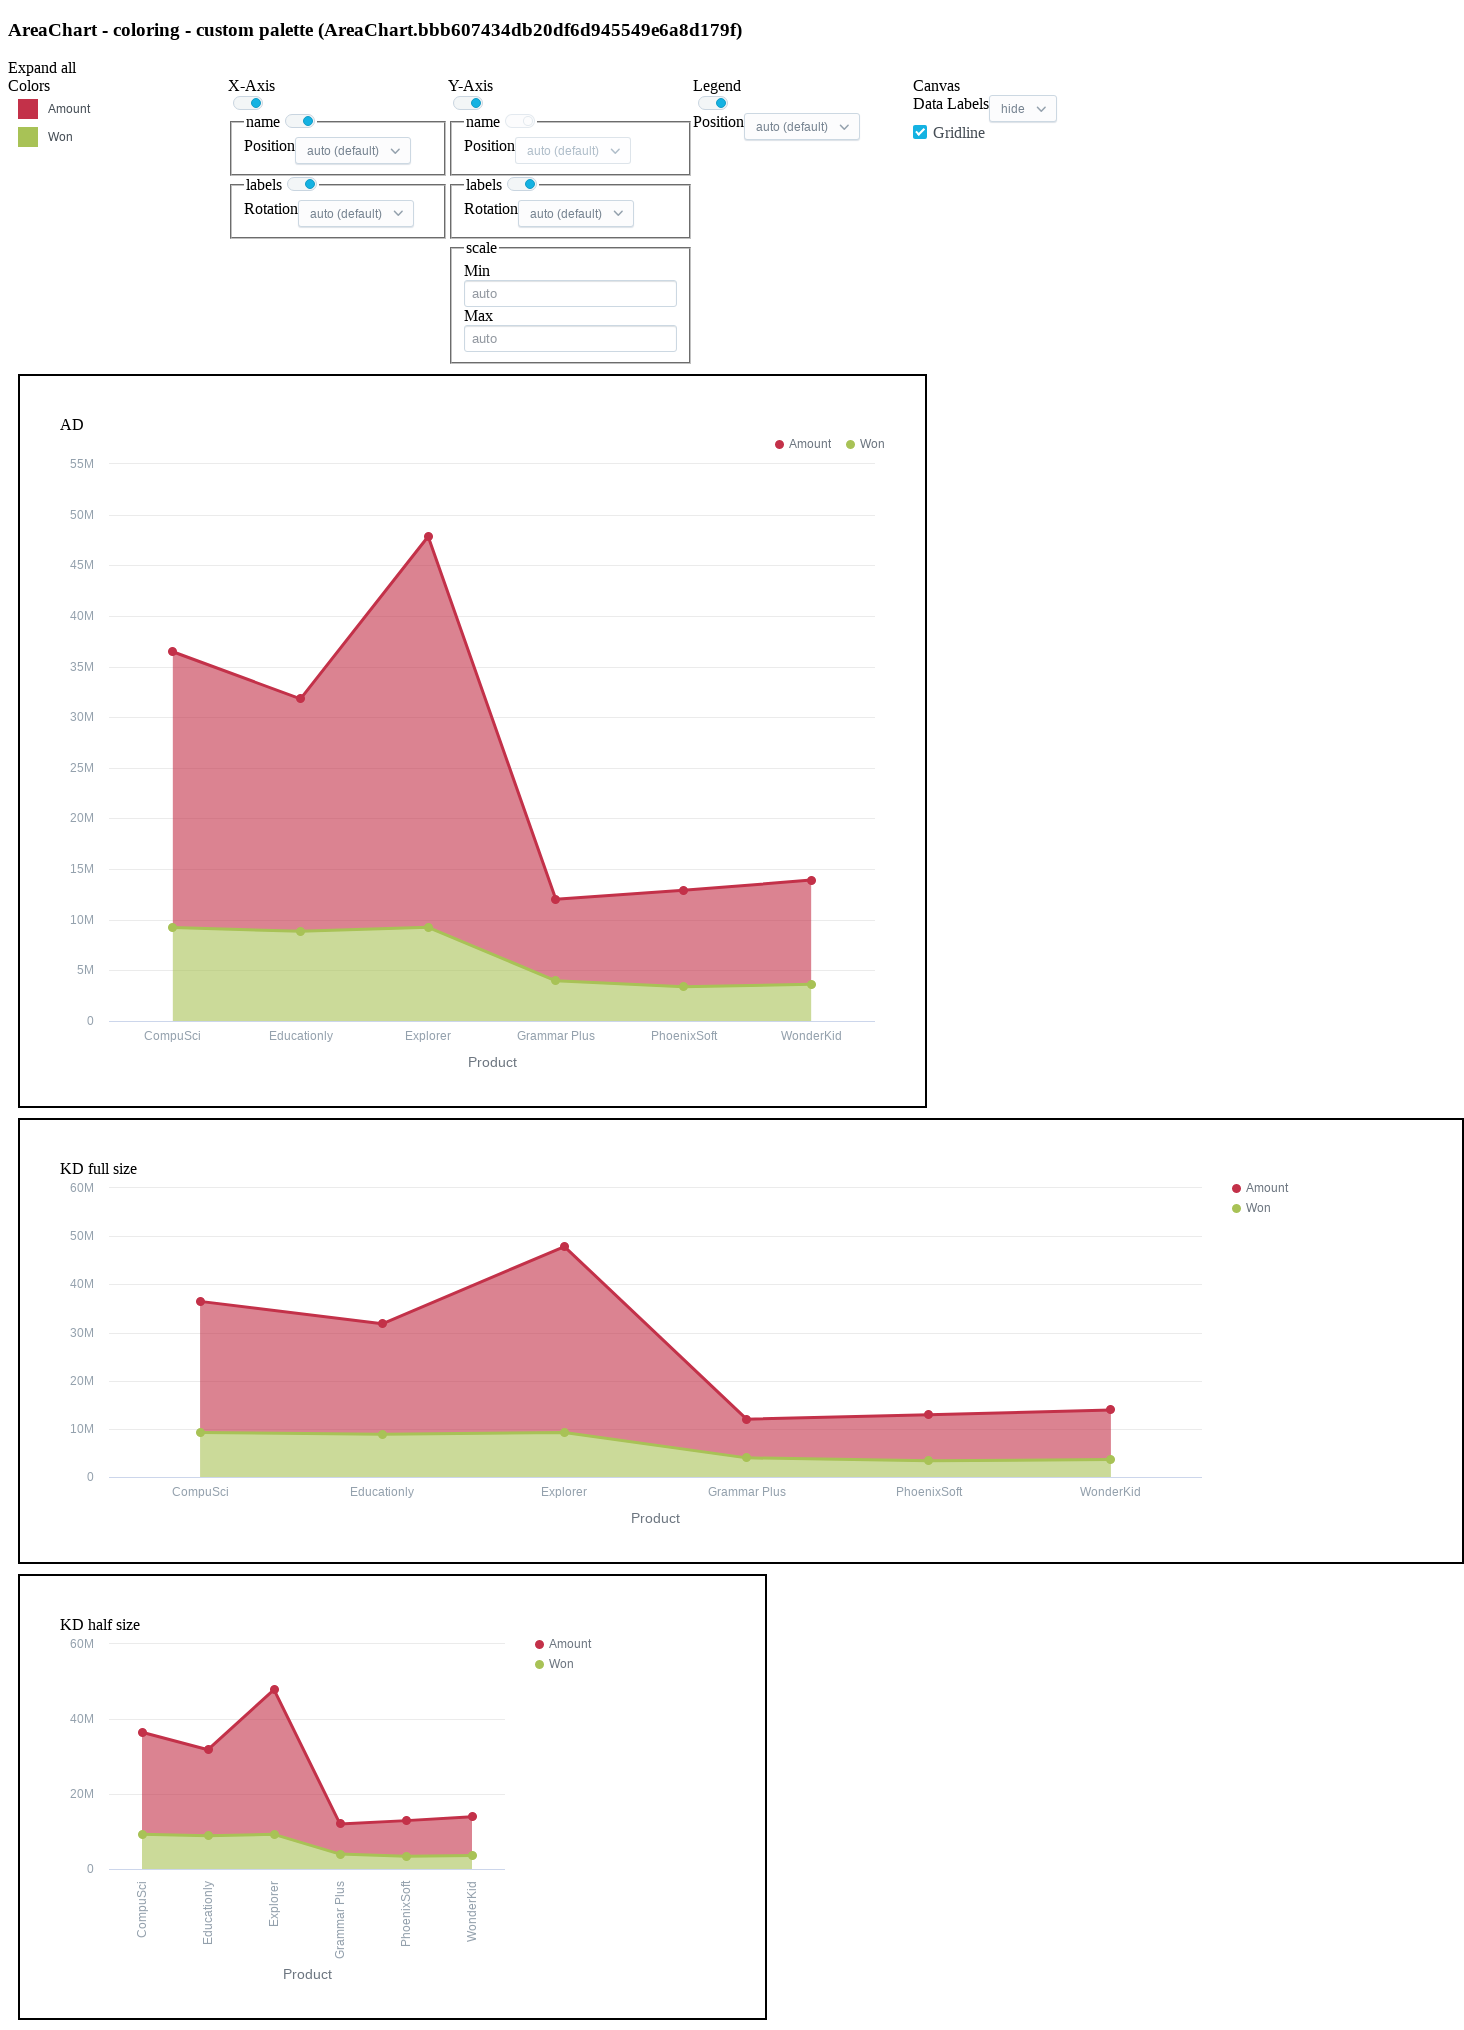 AreaChart - coloring - custom palette (AreaChart.bbb607434db20df6d945549e6a8d179f)
Expand all
Colors
Amount
Won
X-Axis
name
Position auto (default)
labels
Rotation auto (default)
Y-Axis
name
Position auto (default)
labels
Rotation auto (default)
scale
Min
auto
Max
auto
Legend
Position auto (default)
Canvas
Data Labels hide
Gridline
AD
Amount Won
55M
50M
45M
40M
35M
30M
25M
20M
15M
10M
5M
0
CompuSci Educationly Explorer Grammar Plus PhoenixSoft WonderKid
Product
KD full size
Amount
Won
60M
50M
40M
30M
20M
10M
0
CompuSci Educationly Explorer Grammar Plus PhoenixSoft WonderKid
Product
KD half size
Amount
Won
60M
40M
20M
0
CompuSci
Educationly
Explorer
Grammar Plus
PhoenixSoft
WonderKid
Product